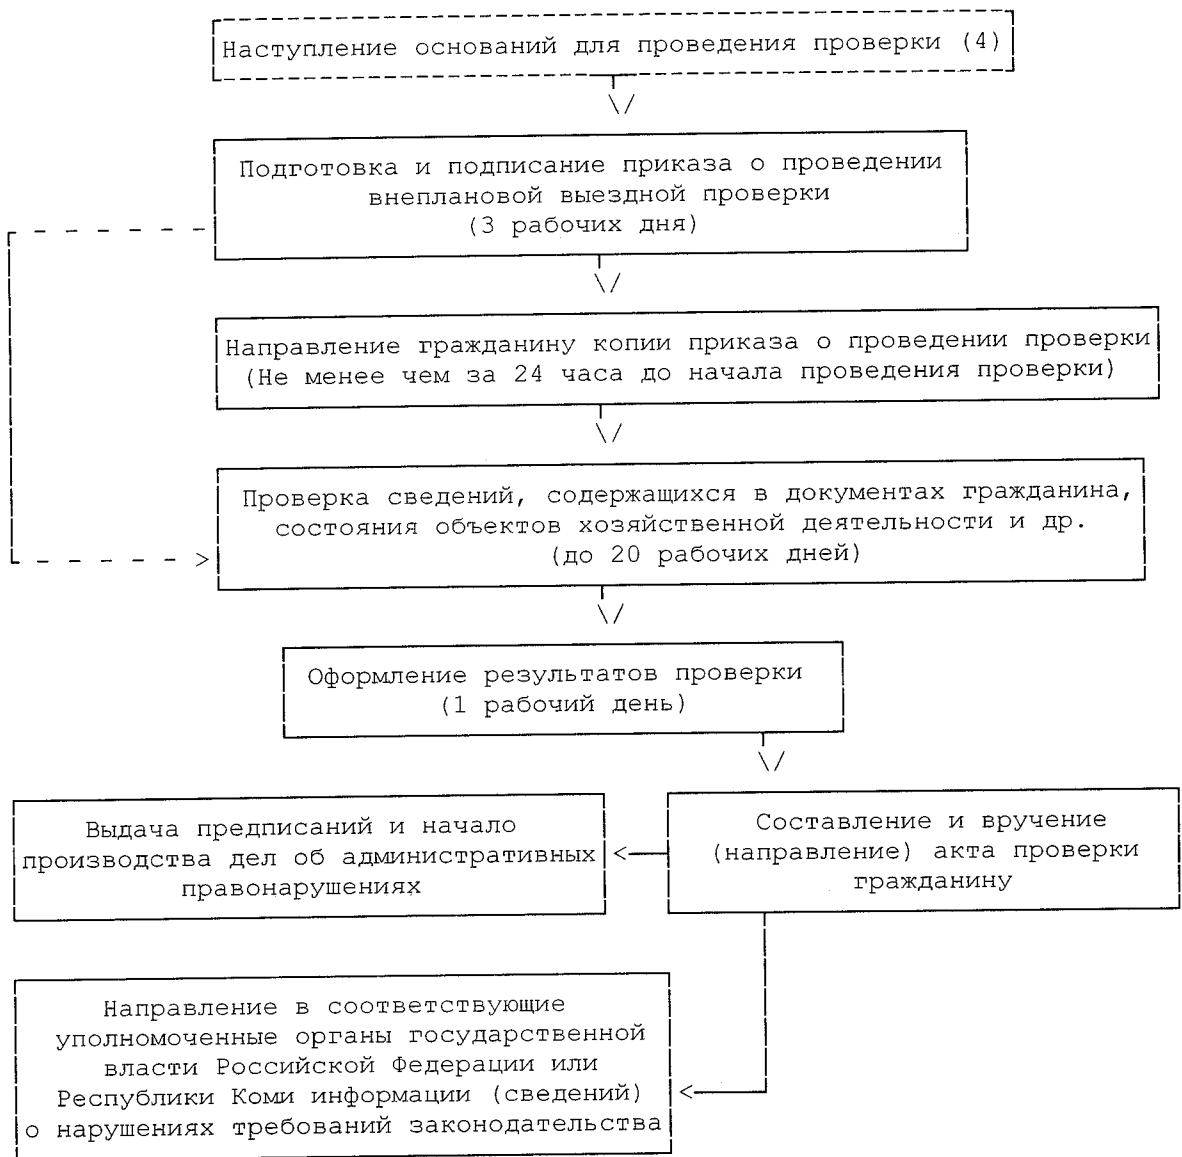 Наступление оснований для проведения проверки (4)
Подготовка и подписание приказа о проведении
внеплановой выездной проверки
(3 рабочих дня)
Направление гражданину копии приказа о проведении проверки
(Не менее чем за 24 часа до начала проведения проверки)
Проверка сведений, содержащихся в документах гражданина,
состояния объектов хозяйственной деятельности и др.
(до 20 рабочих дней)
Оформление результатов проверки
(1 рабочий день)
Выдача предписаний и начало
производства дел об административных
правонарушениях
Составление и вручение
(направление) акта проверки
гражданину
Направление в соответствующие
уполномоченные органы государственной
власти Российской Федерации или
Республики Коми информации (сведений)
о нарушениях требований законодательства